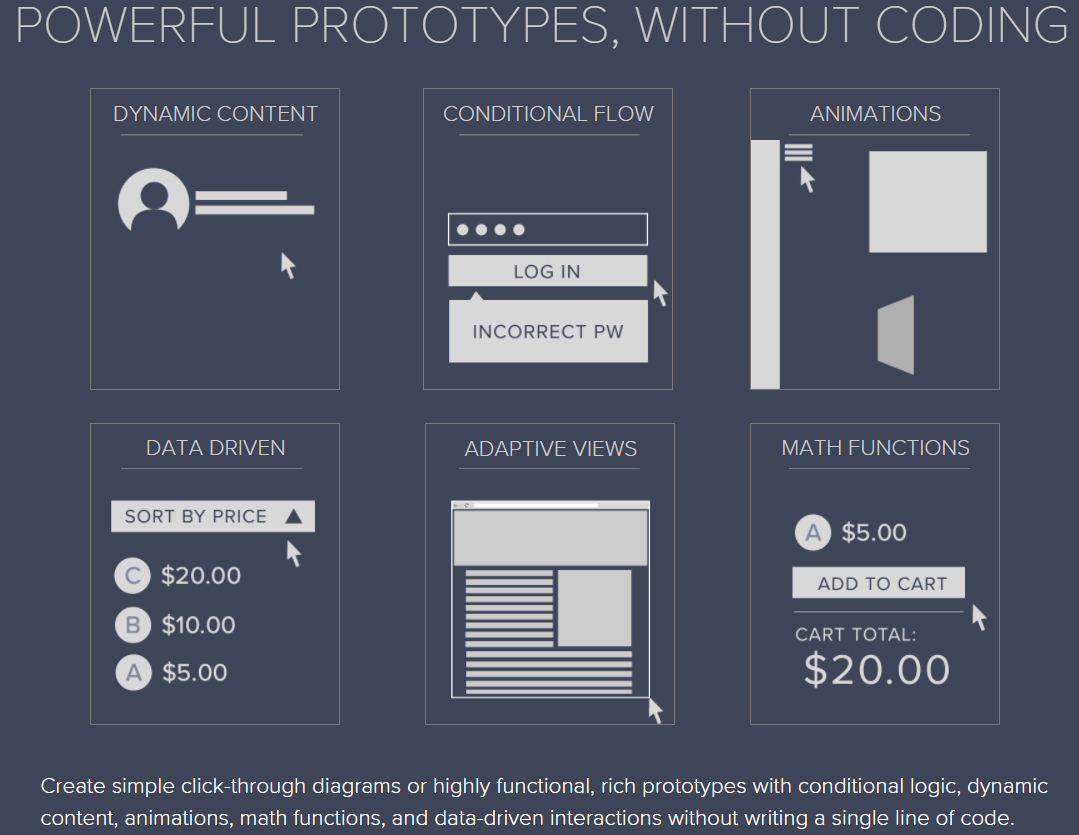 POWERFUL PROTOTYPES, WITHOUT CODING
DYNAMIC CONTENT
CONDITIONAL FLOW
LOG IN
INCORRECT PW
ANIMATIONS
DATA DRIVEN
SORT BY PRICE
C $20.00
B $10.00
A $5.00
ADAPTIVE VIEWS
MATH FUNCTIONS
A $5.00
ADD TO CART
CART TOTAL:
$20.00
Create simple click-through diagrams or highly functional, rich prototypes with conditional logic, dynamic
content, animations, math functions, and data-driven interactions without writing a single line of code.